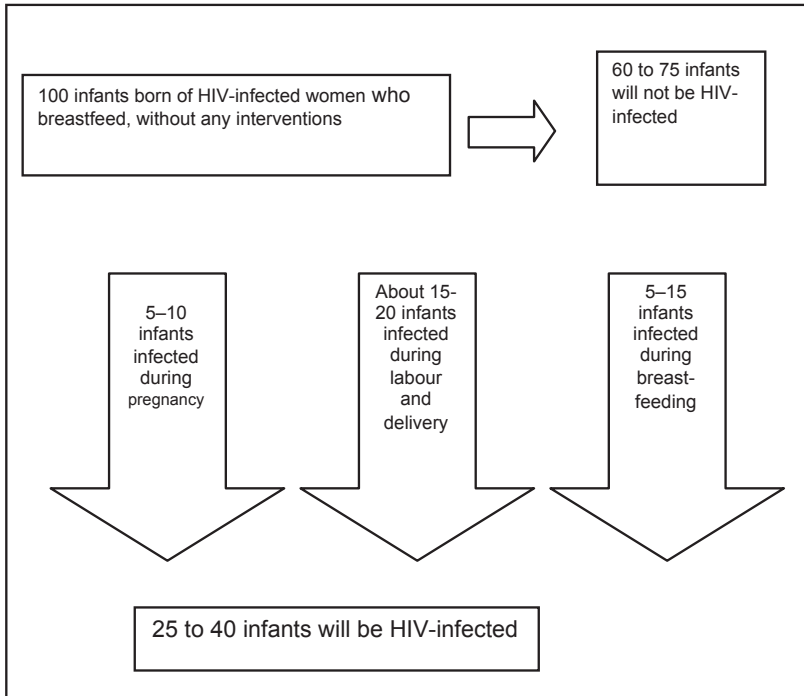 100 infants born of HIV-infected women who
breastfeed, without any interventions
60 to 75 infants
will not be HIV-
infected
5–10
infants
infected
during
pregnancy
About 15-
20 infants
infected
during
labour
and
delivery
5–15
infants
infected
during
breast-
feeding
25 to 40 infants will be HIV-infected